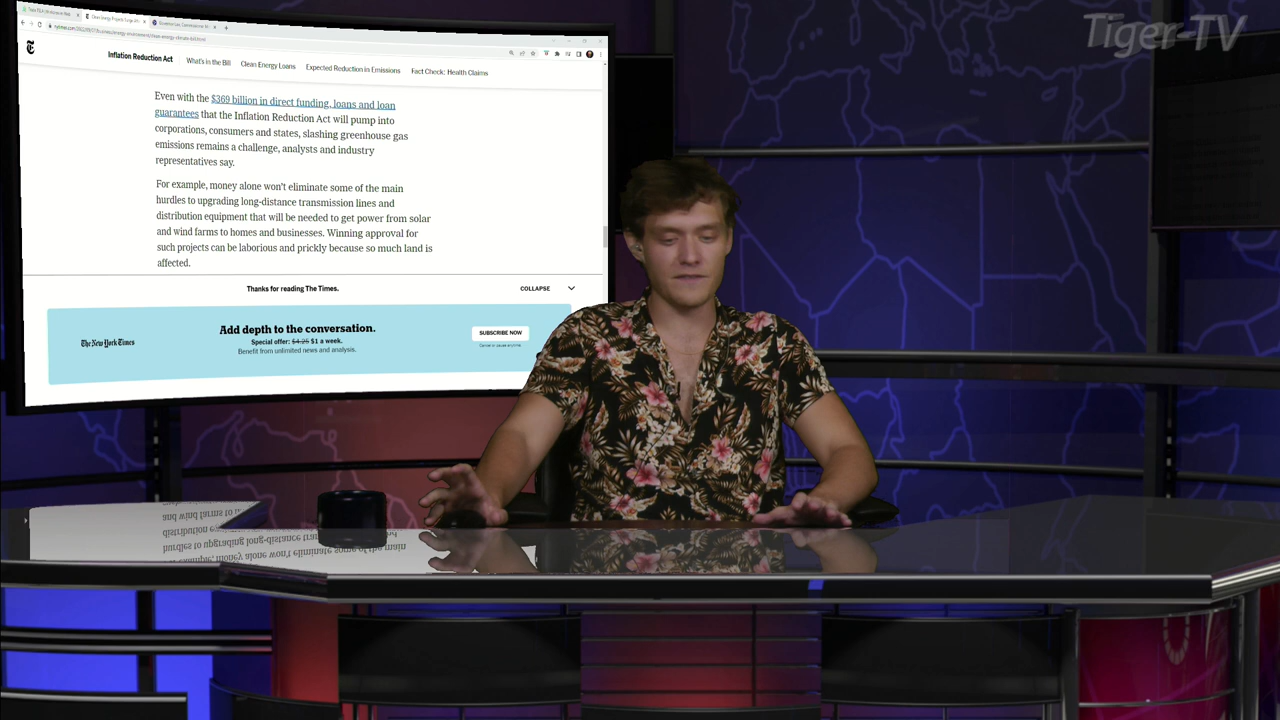 Tiger-TV
Inflation Reduction Act
What's in the Bill
Clean Energy Loans
Expected Reduction in Emissions
Fact Check: Health Claims
Even with the $369 billion in direct funding, loans and loan
guarantees that the Inflation Reduction Act will pump into
corporations, consumers and states, slashing greenhouse gas
emissions remains a challenge, analysts and industry
representatives say.
For example, money alone won't eliminate some of the main
hurdles to upgrading long-distance transmission lines and
distribution equipment that will be needed to get power from solar
and wind farms to homes and businesses. Winning approval for
such projects can be laborious and prickly because so much land is
affected.
Thanks for reading The Times.
COLLAPSE
The New York Times
Add depth to the conversation.
Special offer: $4.25 $1 a week.
Benefit from unlimited news and analysis.
SUBSCRIBE NOW
Cancel or pause anytime.